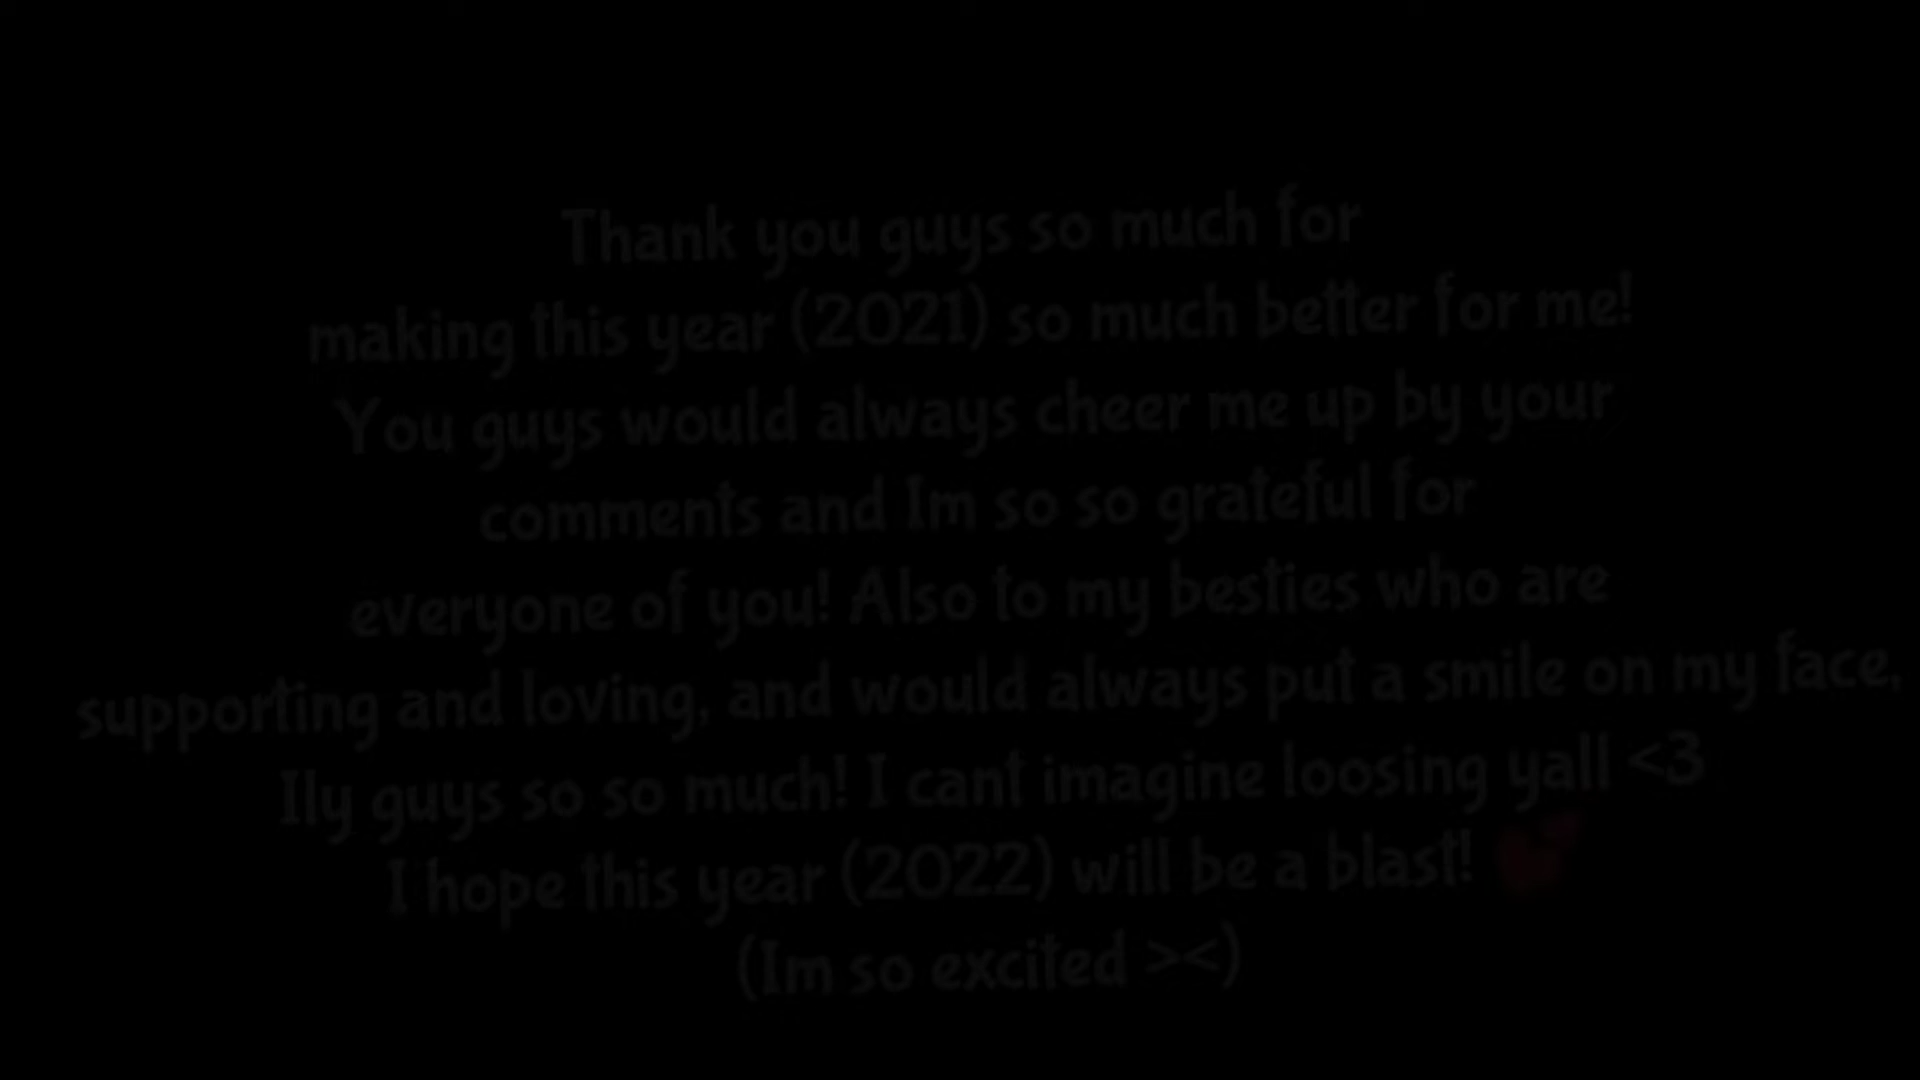 Thank you guys so much for
making this year (2021) so much better for me!
You guys would always cheer me up by your
comments and Im so so grateful for
everyone of you! Also to my besties who are
supporting and loving, and would always put a smile on my face,
Ily guys so so much! I cant imagine loosing yall <3
I hope this year (2022) will be a blast! 💕
(Im so excited ><)